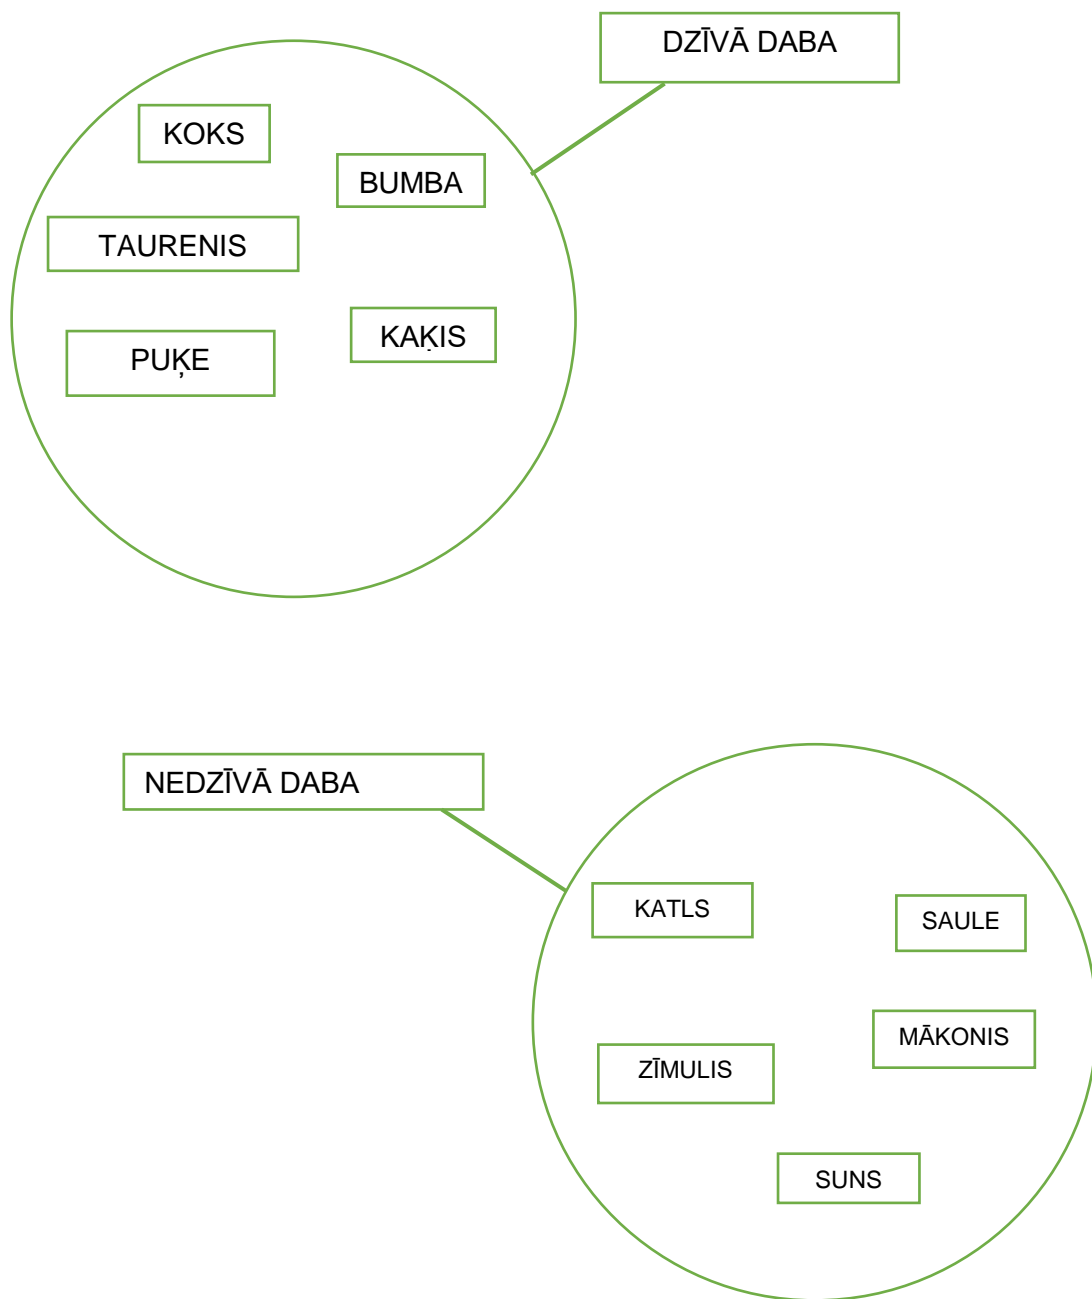 DZĪVĀ DABA
KOKS
BUMBA
TAURENIS
KAĶIS
PUĶE
NEDZĪVĀ DABA
KATLS
SAULE
MĀKONIS
ZĪMULIS
SUNS